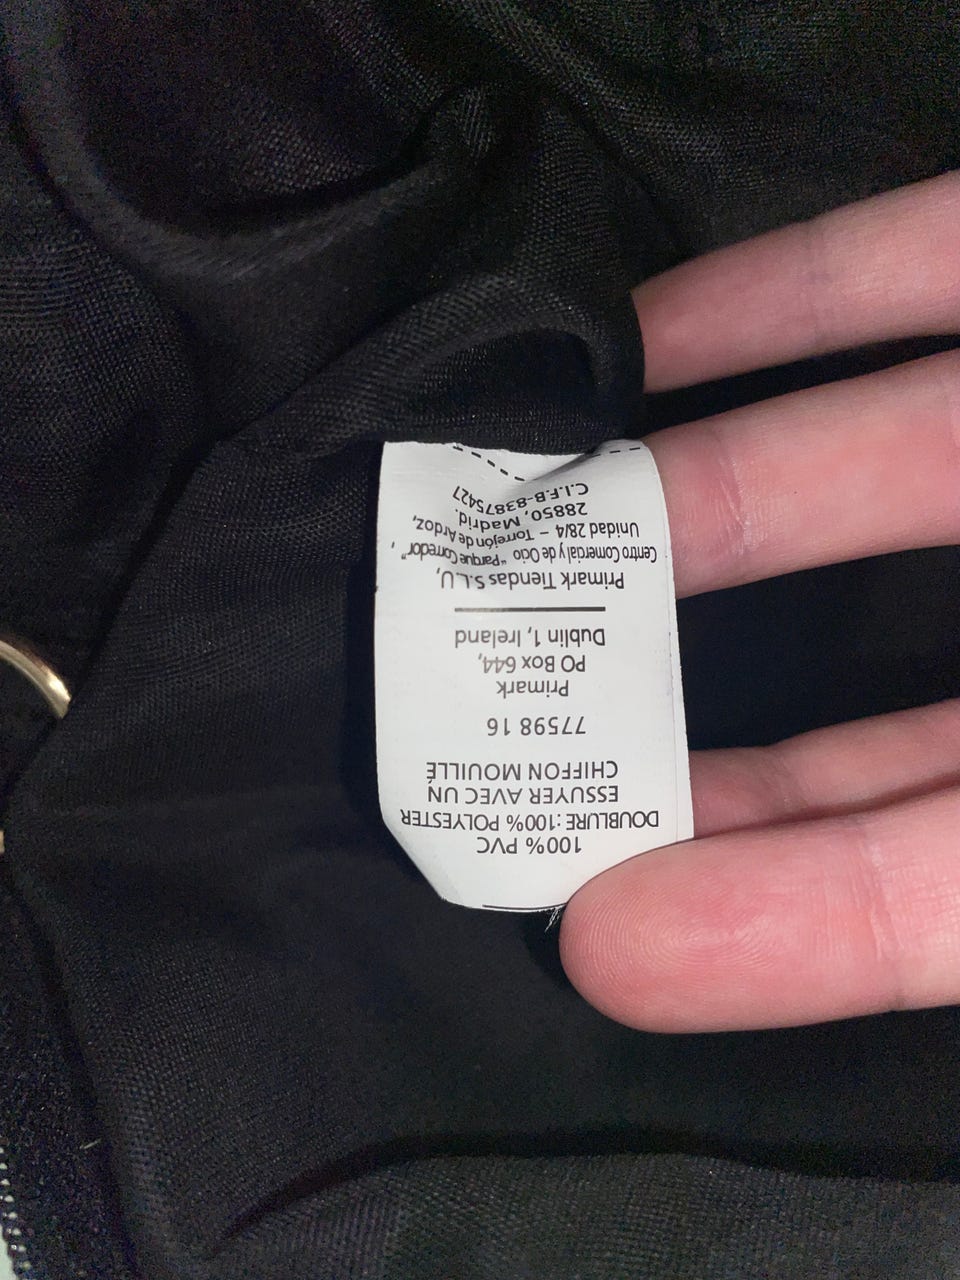 100% PVC
DOUBLURE:100% POLYESTER
ESSUYER AVEC UN
CHIFFON MOUILLÉ
77598 16
Primark
PO Box 644,
Dublin 1, Ireland
Primark Tiendas S.L.U,
Centro Comercial y de Ocio "Parque Corredor",
Unidad 28/4 – Torrejón de Ardoz,
28850, Madrid.
C.I.F.B-83875427